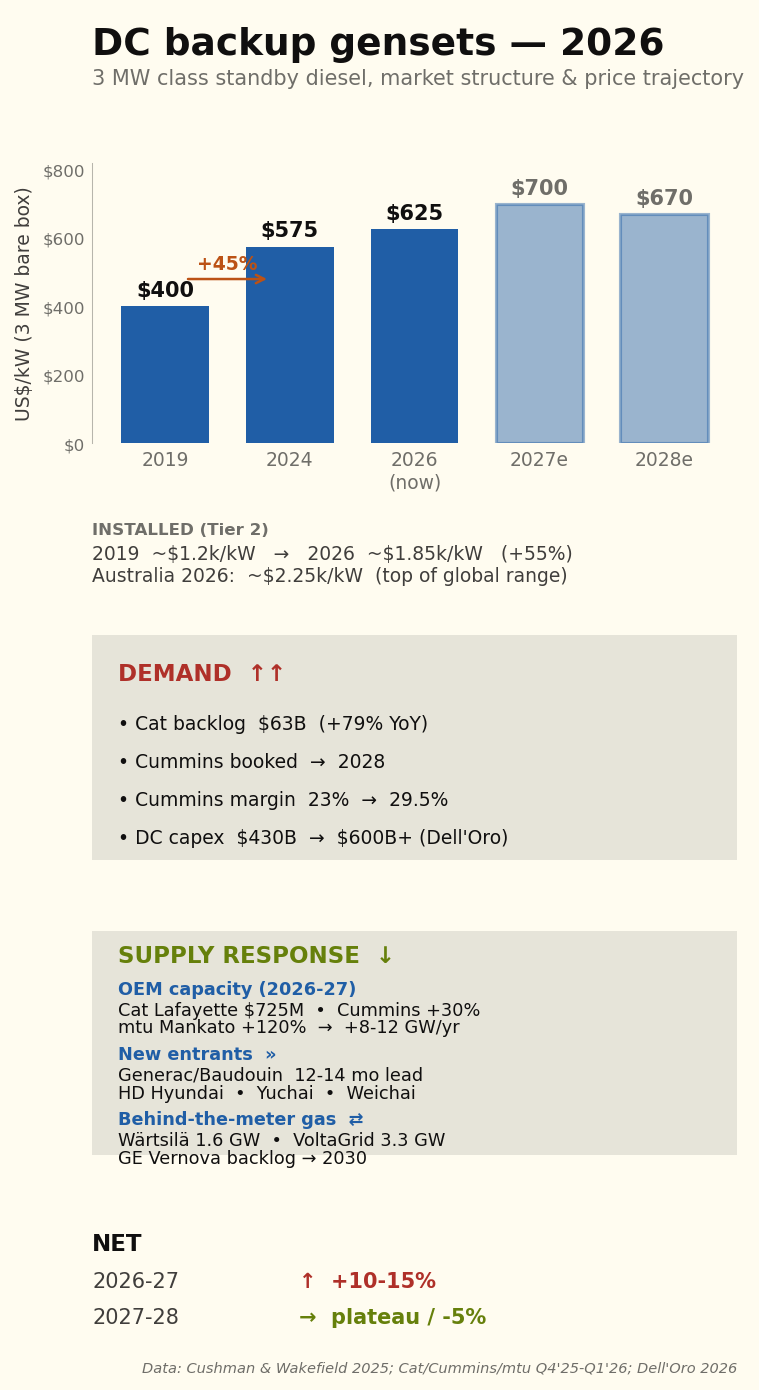 DC backup gensets — 2026
3 MW class standby diesel, market structure & price trajectory
US$/kW (3 MW bare box)
$800
$600
$400
$200
$0
$400
+45%
$575
$625
$700
$670
2019
2024
2026
(now)
2027e
2028e
INSTALLED (Tier 2)
2019 ~$1.2k/kW → 2026 ~$1.85k/kW (+55%)
Australia 2026: ~$2.25k/kW (top of global range)
DEMAND ↑↑
• Cat backlog $63B (+79% YoY)
• Cummins booked → 2028
• Cummins margin 23% → 29.5%
• DC capex $430B → $600B+ (Dell'Oro)
SUPPLY RESPONSE ↓
OEM capacity (2026-27)
Cat Lafayette $725M • Cummins +30%
mtu Mankato +120% → +8-12 GW/yr
New entrants »
Generac/Baudouin 12-14 mo lead
HD Hyundai • Yuchai • Weichai
Behind-the-meter gas ⇄
Wärtsilä 1.6 GW • VoltaGrid 3.3 GW
GE Vernova backlog → 2030
NET
2026-27 ↑ +10-15%
2027-28 → plateau / -5%
Data: Cushman & Wakefield 2025; Cat/Cummins/mtu Q4'25-Q1'26; Dell'Oro 2026